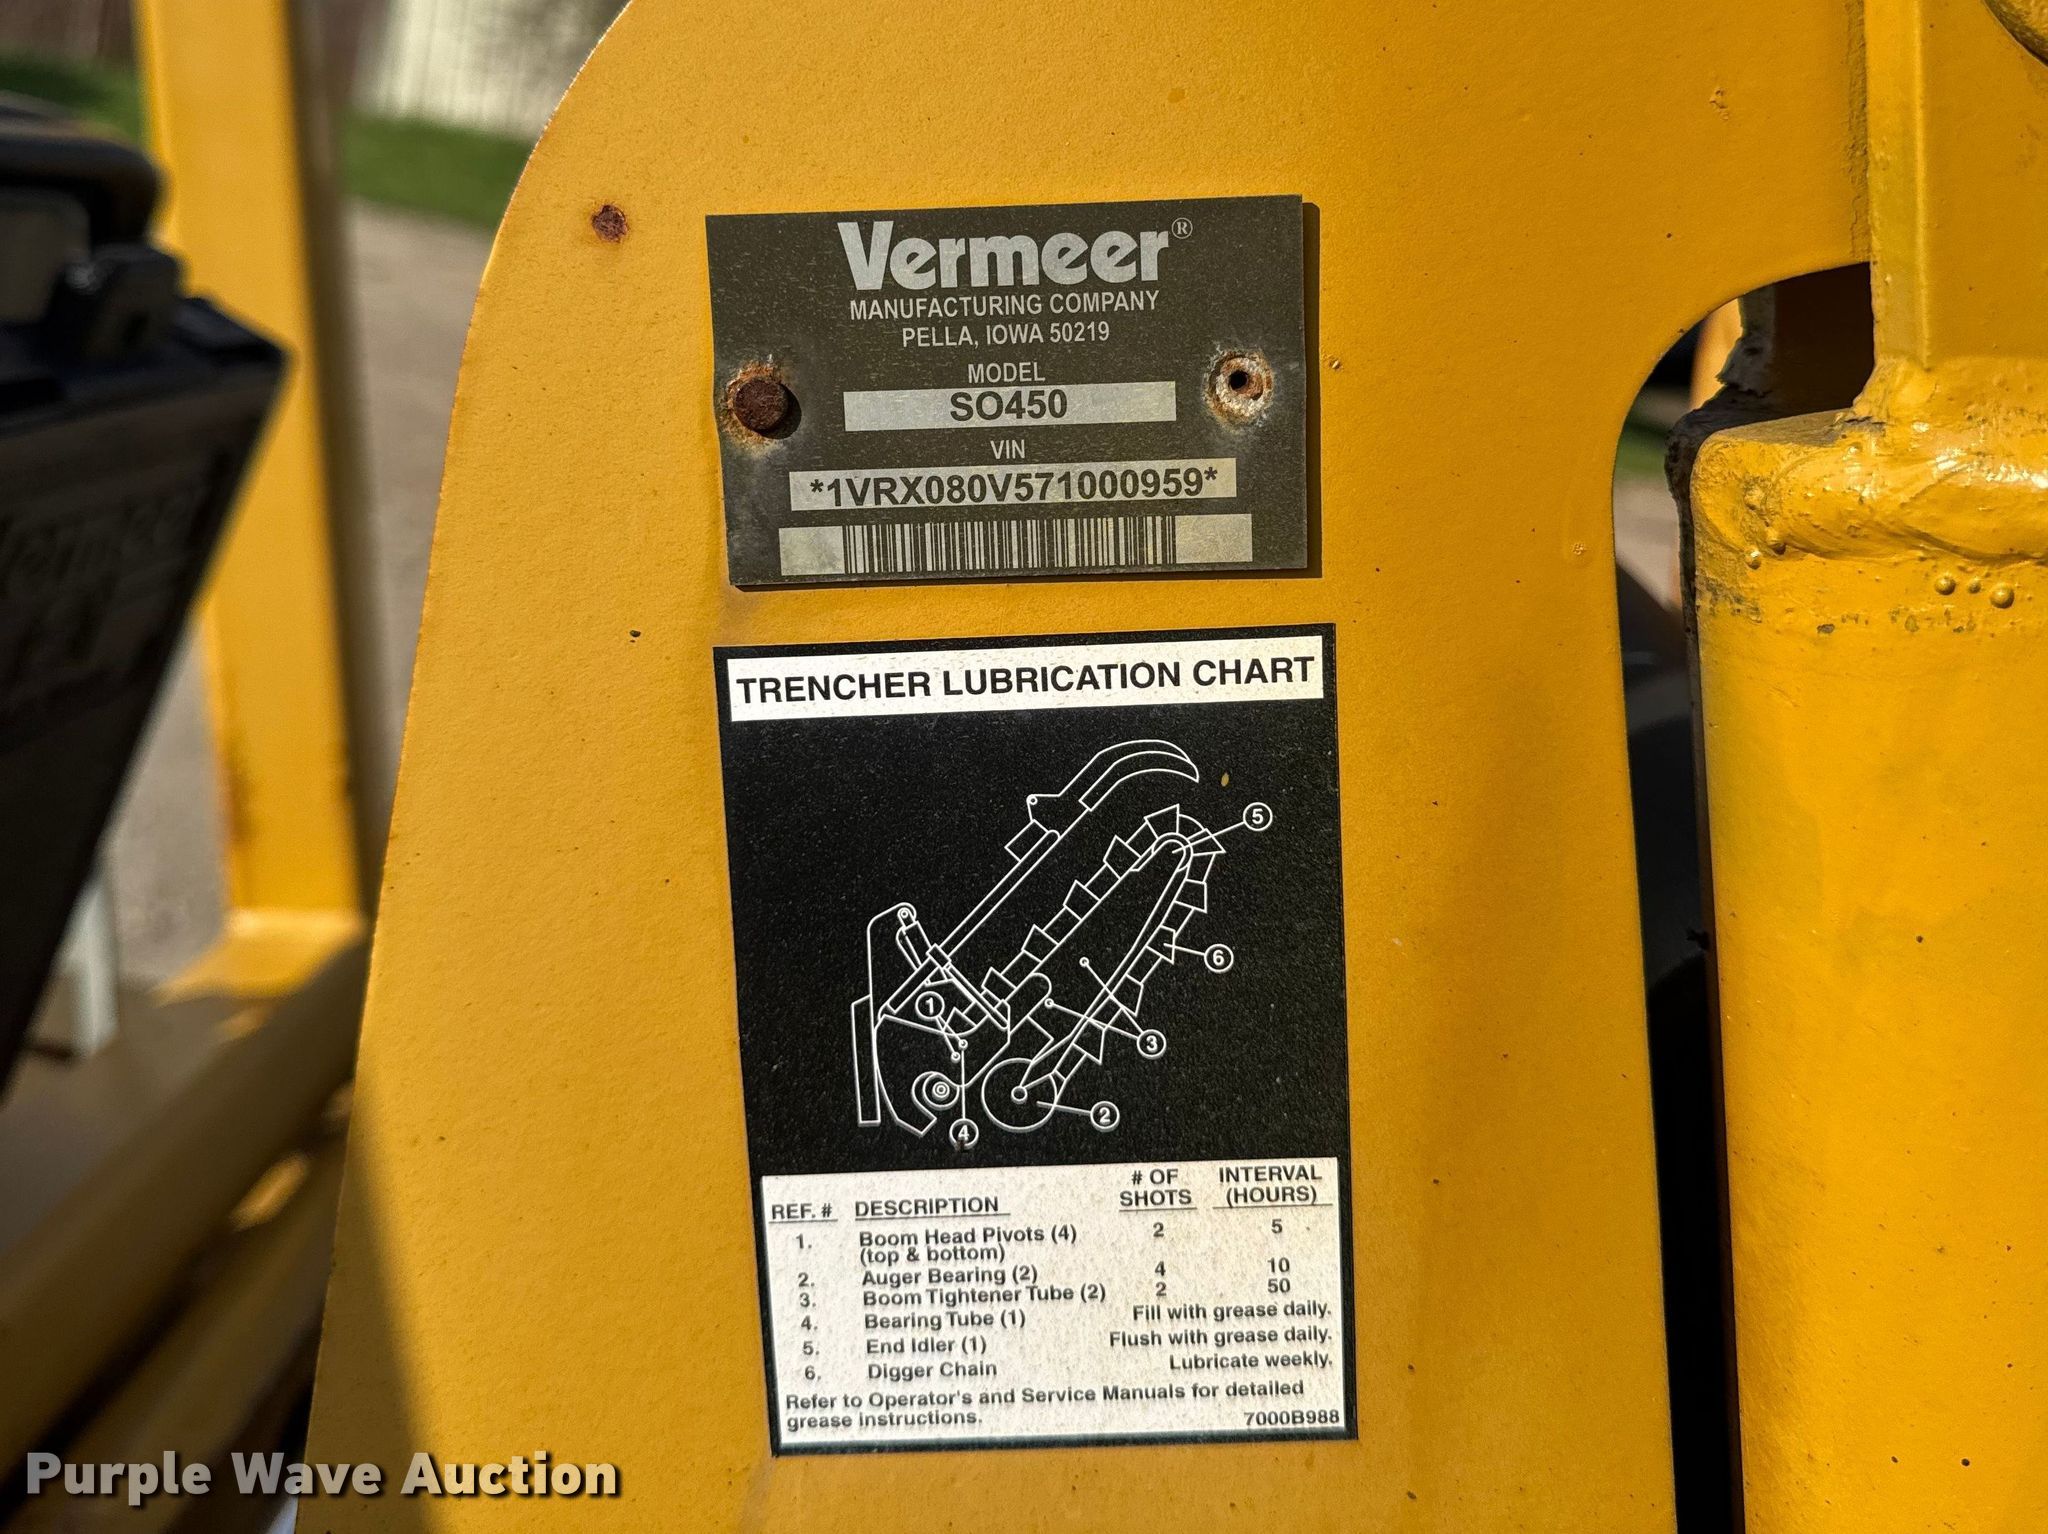 Vermeer®
MANUFACTURING COMPANY
PELLA, IOWA 50219
MODEL
SO450
VIN
*1VRX080V571000959*
TRENCHER LUBRICATION CHART
5
6
1
3
2
4
REF. # DESCRIPTION # OF SHOTS INTERVAL (HOURS)
1. Boom Head Pivots (4) 2 5
(top & bottom)
2. Auger Bearing (2) 4 10
3. Boom Tightener Tube (2) 2 50
4. Bearing Tube (1) Fill with grease daily.
5. End Idler (1) Flush with grease daily.
6. Digger Chain Lubricate weekly.
Refer to Operator's and Service Manuals for detailed
grease instructions. 7000B988
Purple Wave Auction